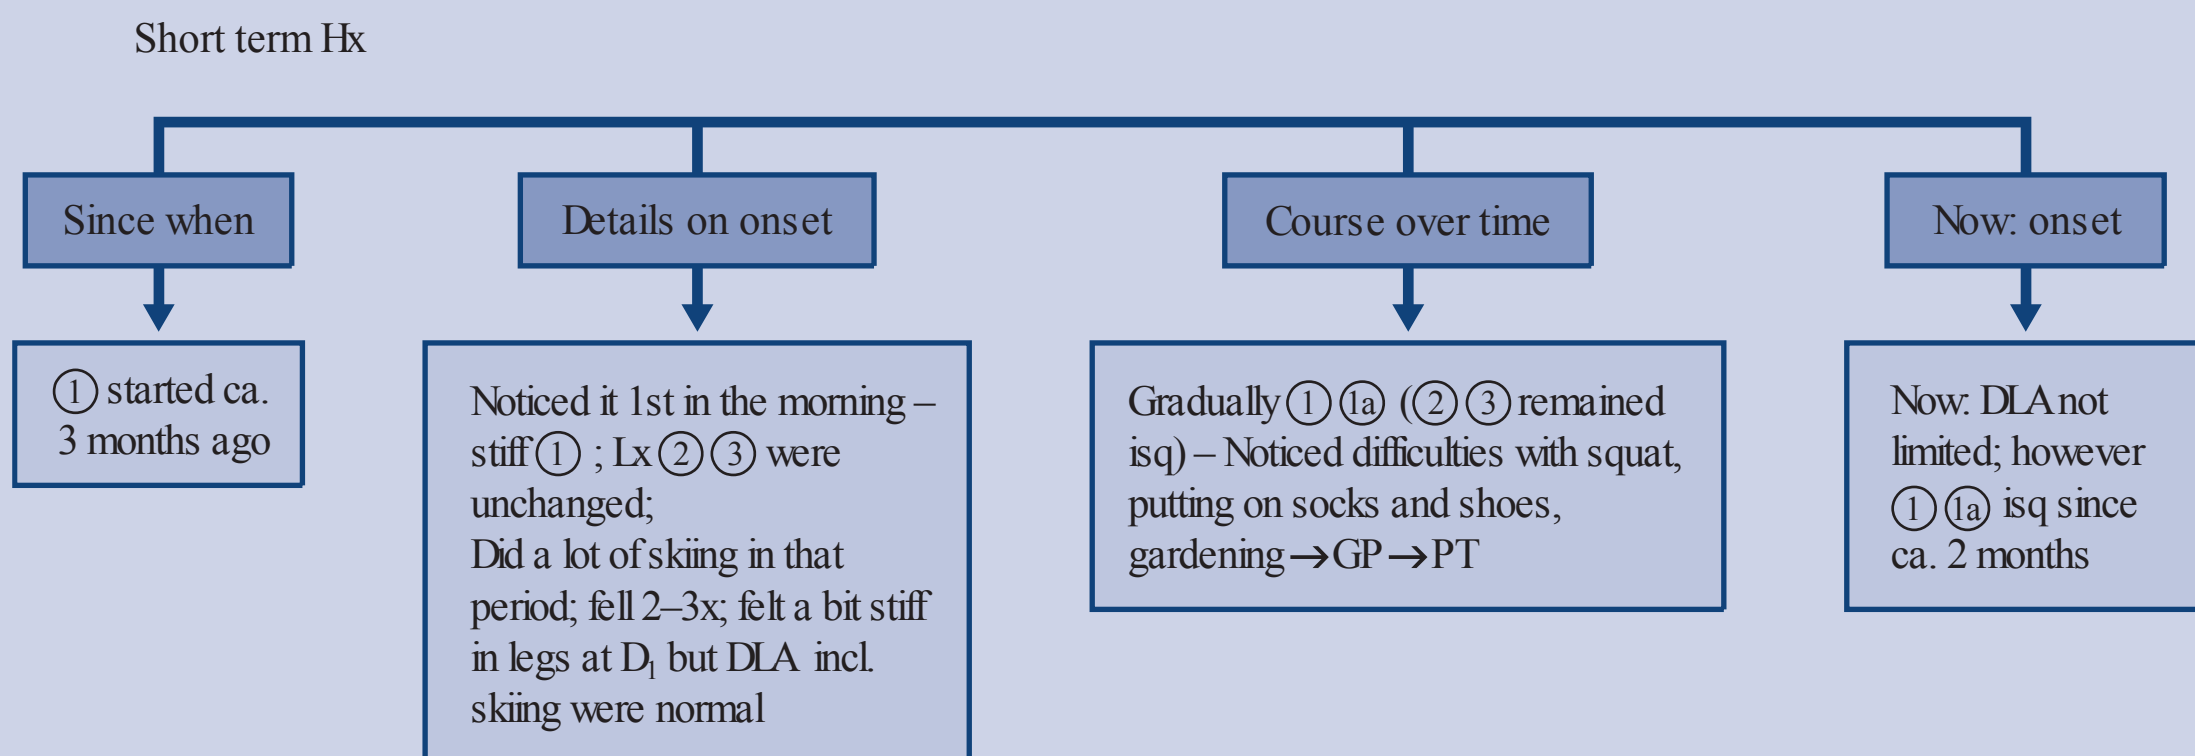 Short term Hx
Since when
Details on onset
Course over time
Now: onset
① started ca.
3 months ago
Noticed it 1st in the morning –
stiff ① ; Lx ② ③ were
unchanged;
Did a lot of skiing in that
period; fell 2–3x; felt a bit stiff
in legs at D₁ but DLA incl.
skiing were normal
Gradually ① 1a (② ③ remained
isq) – Noticed difficulties with squat,
putting on socks and shoes,
gardening → GP → PT
Now: DLA not
limited; however
① 1a isq since
ca. 2 months